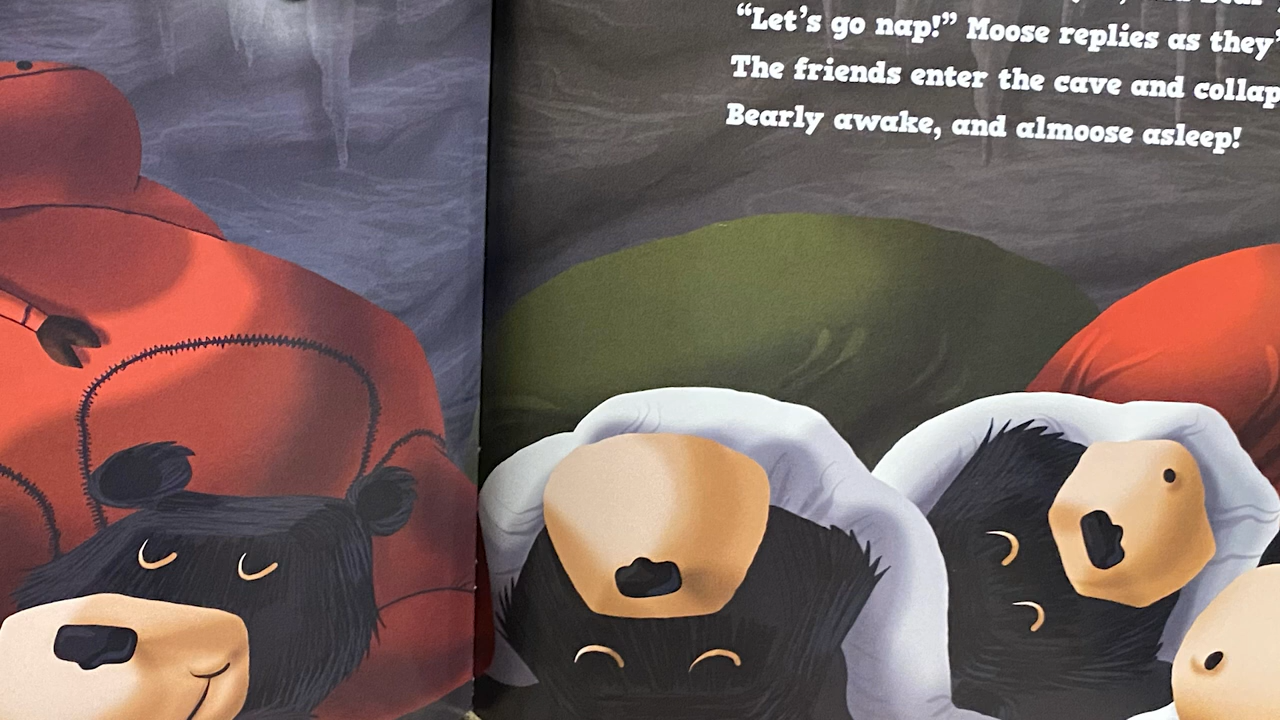 “Let’s go nap!” Moose replies as they’
The friends enter the cave and collap
Bearly awake, and almoose asleep!